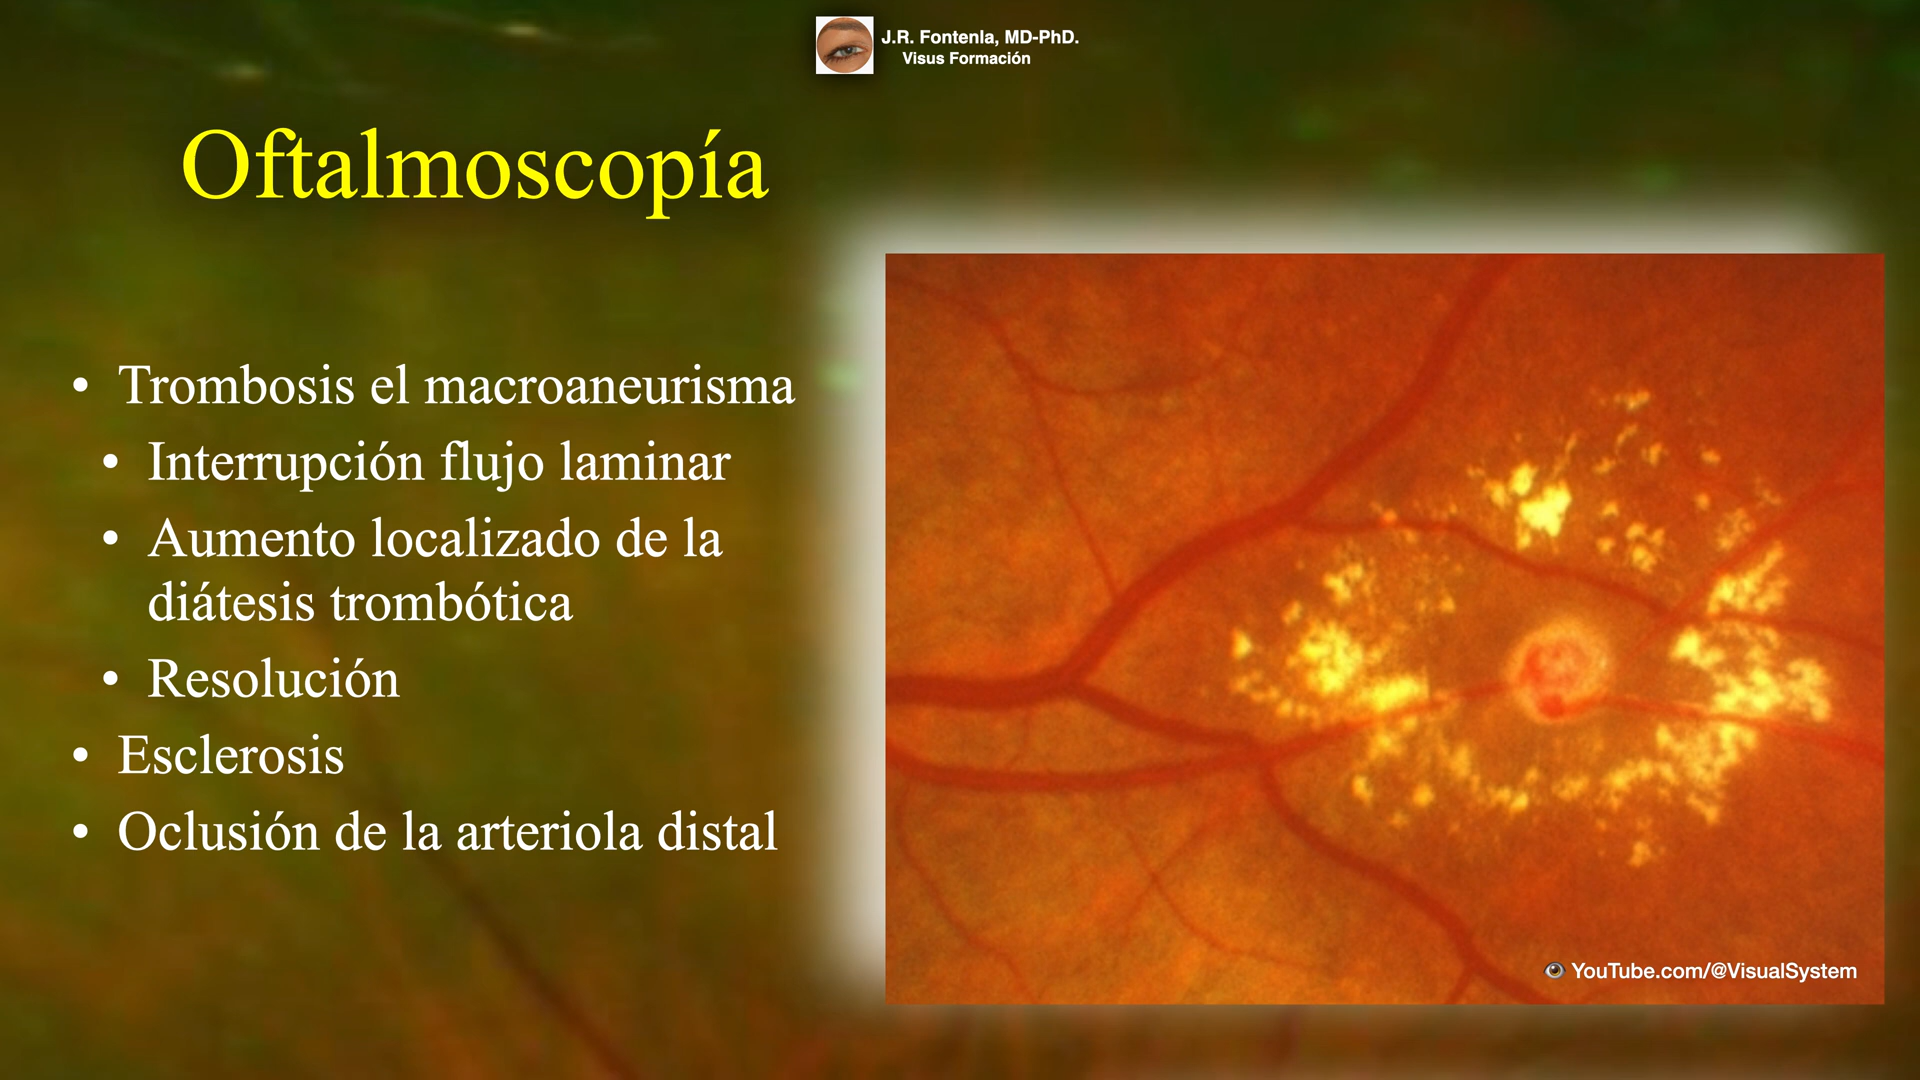 J.R. Fontenla, MD-PhD.
Visus Formación
Oftalmoscopía
• Trombosis el macroaneurisma
• Interrupción flujo laminar
• Aumento localizado de la
diátesis trombótica
• Resolución
• Esclerosis
• Oclusión de la arteriola distal
YouTube.com/@VisualSystem